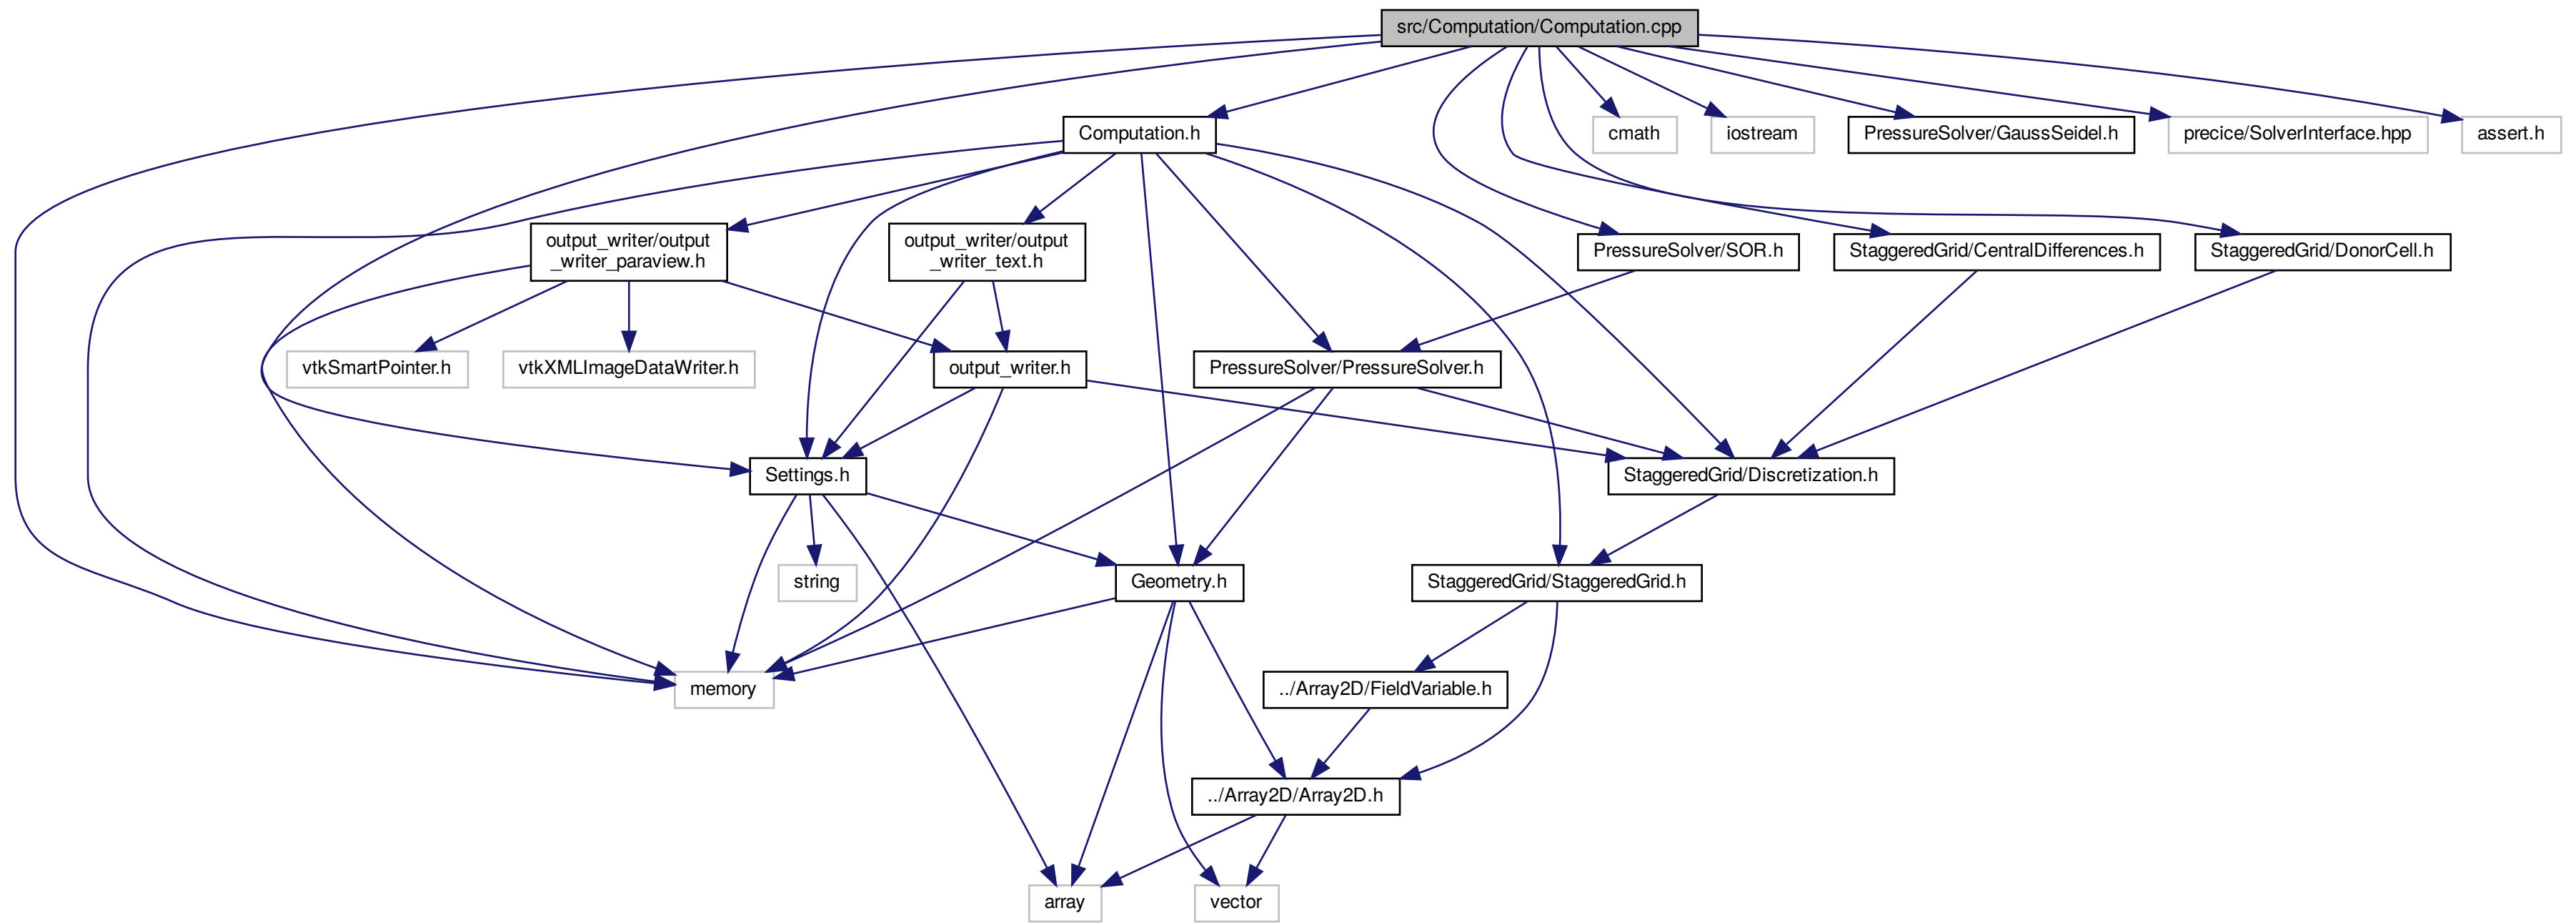 src/Computation/Computation.cpp
Computation.h
cmath
iostream
PressureSolver/GaussSeidel.h
precice/SolverInterface.hpp
assert.h
output_writer/output
_writer_paraview.h
output_writer/output
_writer_text.h
PressureSolver/SOR.h
StaggeredGrid/CentralDifferences.h
StaggeredGrid/DonorCell.h
vtkSmartPointer.h
vtkXMLImageDataWriter.h
output_writer.h
PressureSolver/PressureSolver.h
Settings.h
StaggeredGrid/Discretization.h
string
Geometry.h
StaggeredGrid/StaggeredGrid.h
memory
../Array2D/FieldVariable.h
../Array2D/Array2D.h
array
vector